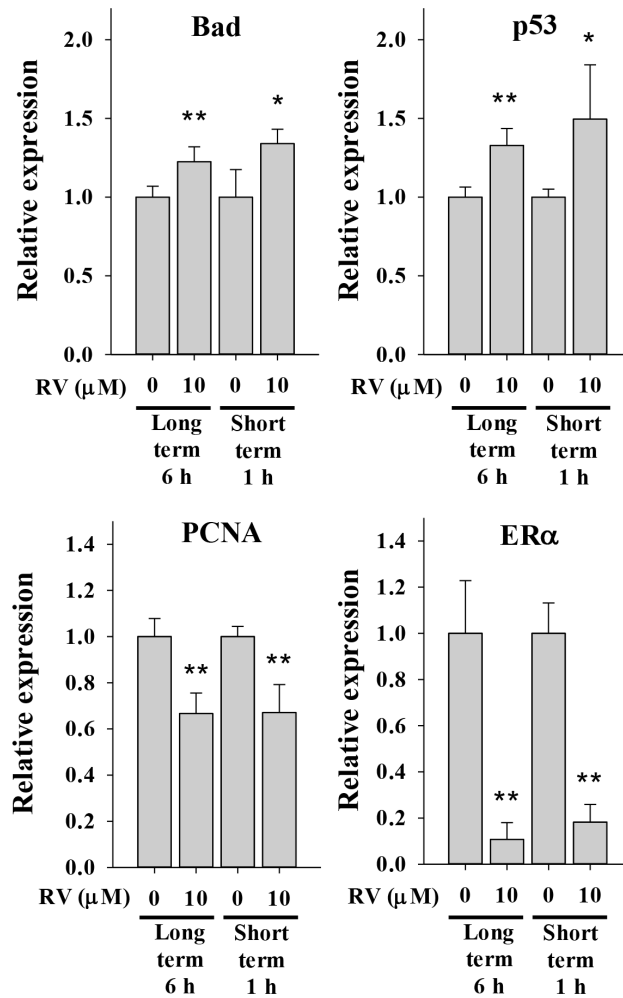 Bad
Relative expression
2.0
**
*
1.5
1.0
0.5
0.0
RV (μM) 0 10 0 10
Long
term
6 h
Short
term
1 h
p53
Relative expression
2.0
**
*
1.5
1.0
0.5
0.0
RV (μM) 0 10 0 10
Long
term
6 h
Short
term
1 h
PCNA
Relative expression
1.4
1.2
1.0
**
**
0.8
0.6
0.4
0.2
0.0
RV (μM) 0 10 0 10
Long
term
6 h
Short
term
1 h
ERα
Relative expression
1.4
1.2
1.0
0.8
0.6
0.4
**
**
0.2
0.0
RV (μM) 0 10 0 10
Long
term
6 h
Short
term
1 h